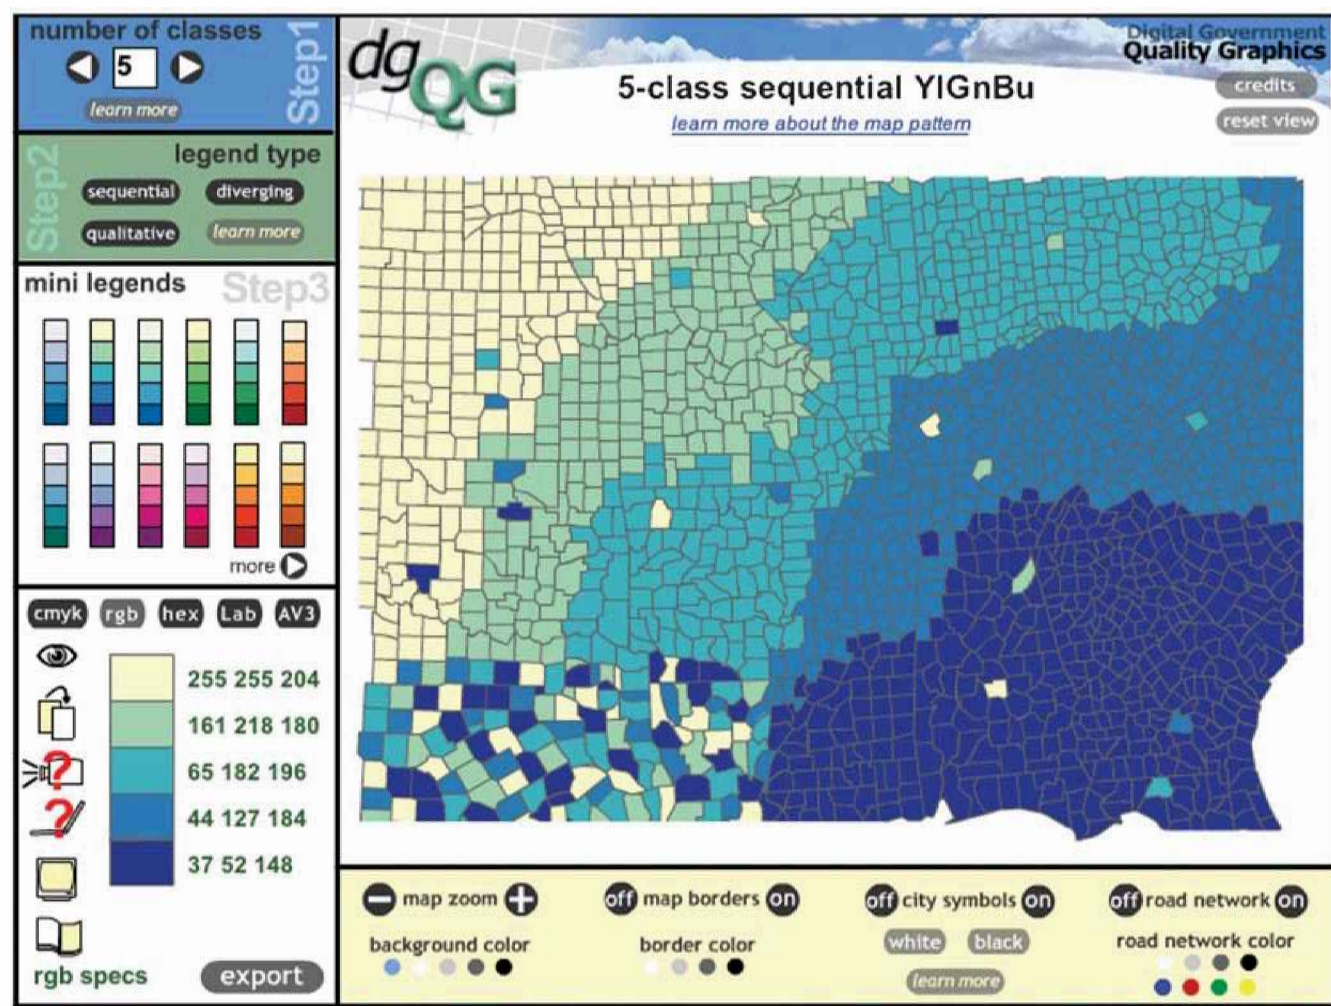 number of classes
5
learn more
Step1
Step2
legend type
sequential
diverging
qualitative
learn more
mini legends
Step3
more
cmyk
rgb
hex
Lab
AV3
255 255 204
161 218 180
65 182 196
44 127 184
37 52 148
?
?
rgb specs
export
dgQG
Digital Government
Quality Graphics
5-class sequential YlGnBu
learn more about the map pattern
credits
reset view
map zoom
background color
off map borders on
border color
off city symbols on
white
black
learn more
off road network on
road network color